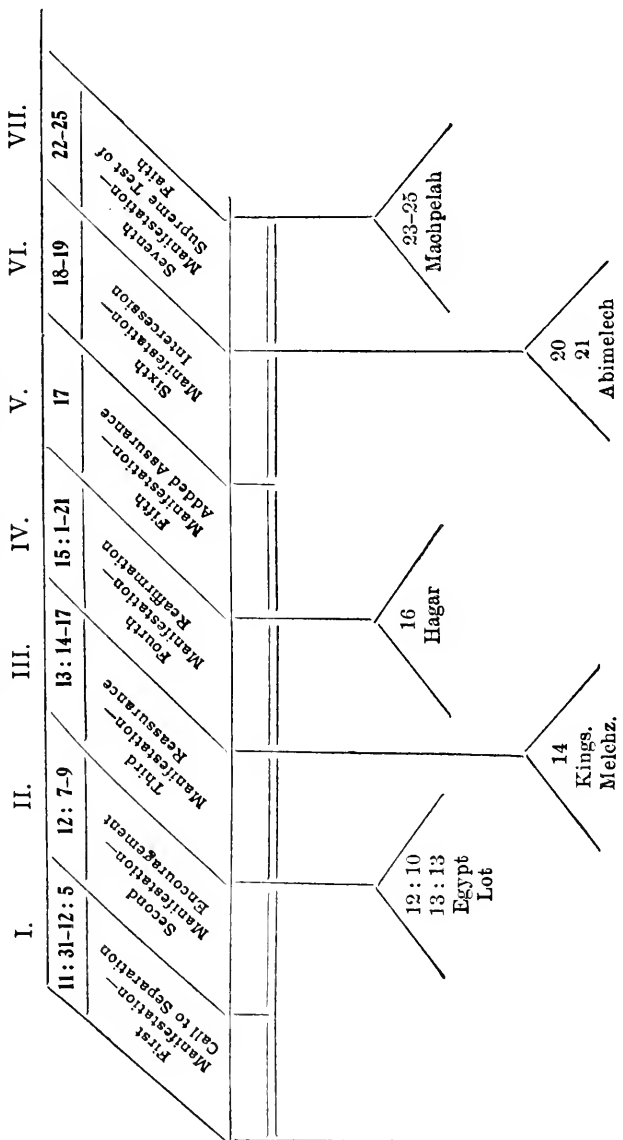 I.
II.
III.
IV.
V.
VI.
VII.
11 : 31–12 : 5
12 : 7–9
13 : 14–17
15 : 1–21
17
18–19
22–25
First
Manifestation—
Call to Separation
Second
Manifestation—
Encouragement
Third
Manifestation—
Reassurance
Fourth
Manifestation—
Reaffirmation
Fifth
Manifestation—
Added Assurance
Sixth
Manifestation—
Intercession
Seventh
Manifestation—
Supreme Test of
Faith
12 : 10
13 : 13
Egypt
Lot
14
Kings.
Melchz.
16
Hagar
20
21
Abimelech
23–25
Machpelah